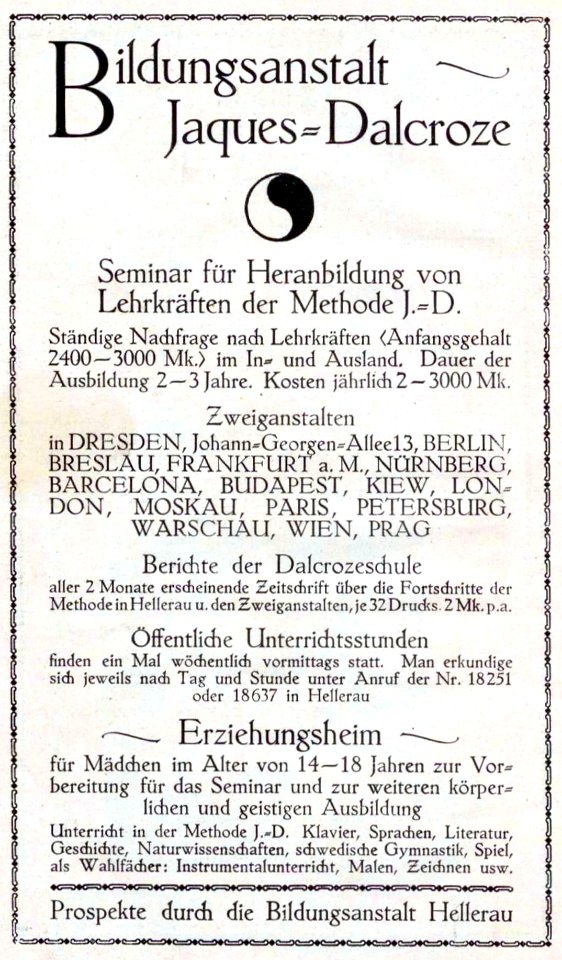 Bildungsanstalt
Jaques=Dalcroze
Seminar für Heranbildung von
Lehrkräften der Methode J.=D.
Ständige Nachfrage nach Lehrkräften (Anfangsgehalt
2400—3000 Mk.) im In= und Ausland. Dauer der
Ausbildung 2—3 Jahre. Kosten jährlich 2—3000 Mk.
Zweiganstalten
in DRESDEN, Johann=Georgen=Allee13, BERLIN,
BRESLAU, FRANKFURT a. M., NÜRNBERG,
BARCELONA, BUDAPEST, KIEW, LON=
DON, MOSKAU, PARIS, PETERSBURG,
WARSCHAU, WIEN, PRAG
Berichte der Dalcrozeschule
aller 2 Monate erscheinende Zeitschrift über die Fortschritte der
Methode in Hellerau u. den Zweiganstalten, je 32 Drucks. 2 Mk. p.a.
Öffentliche Unterrichtsstunden
finden ein Mal wöchentlich vormittags statt. Man erkundige
sich jeweils nach Tag und Stunde unter Anruf der Nr. 18251
oder 18637 in Hellerau
Erziehungsheim
für Mädchen im Alter von 14—18 Jahren zur Vor=
bereitung für das Seminar und zur weiteren körper=
lichen und geistigen Ausbildung
Unterricht in der Methode J.=D. Klavier, Sprachen, Literatur,
Geschichte, Naturwissenschaften, schwedische Gymnastik, Spiel,
als Wahlfächer: Instrumentalunterricht, Malen, Zeichnen usw.
Prospekte durch die Bildungsanstalt Hellerau